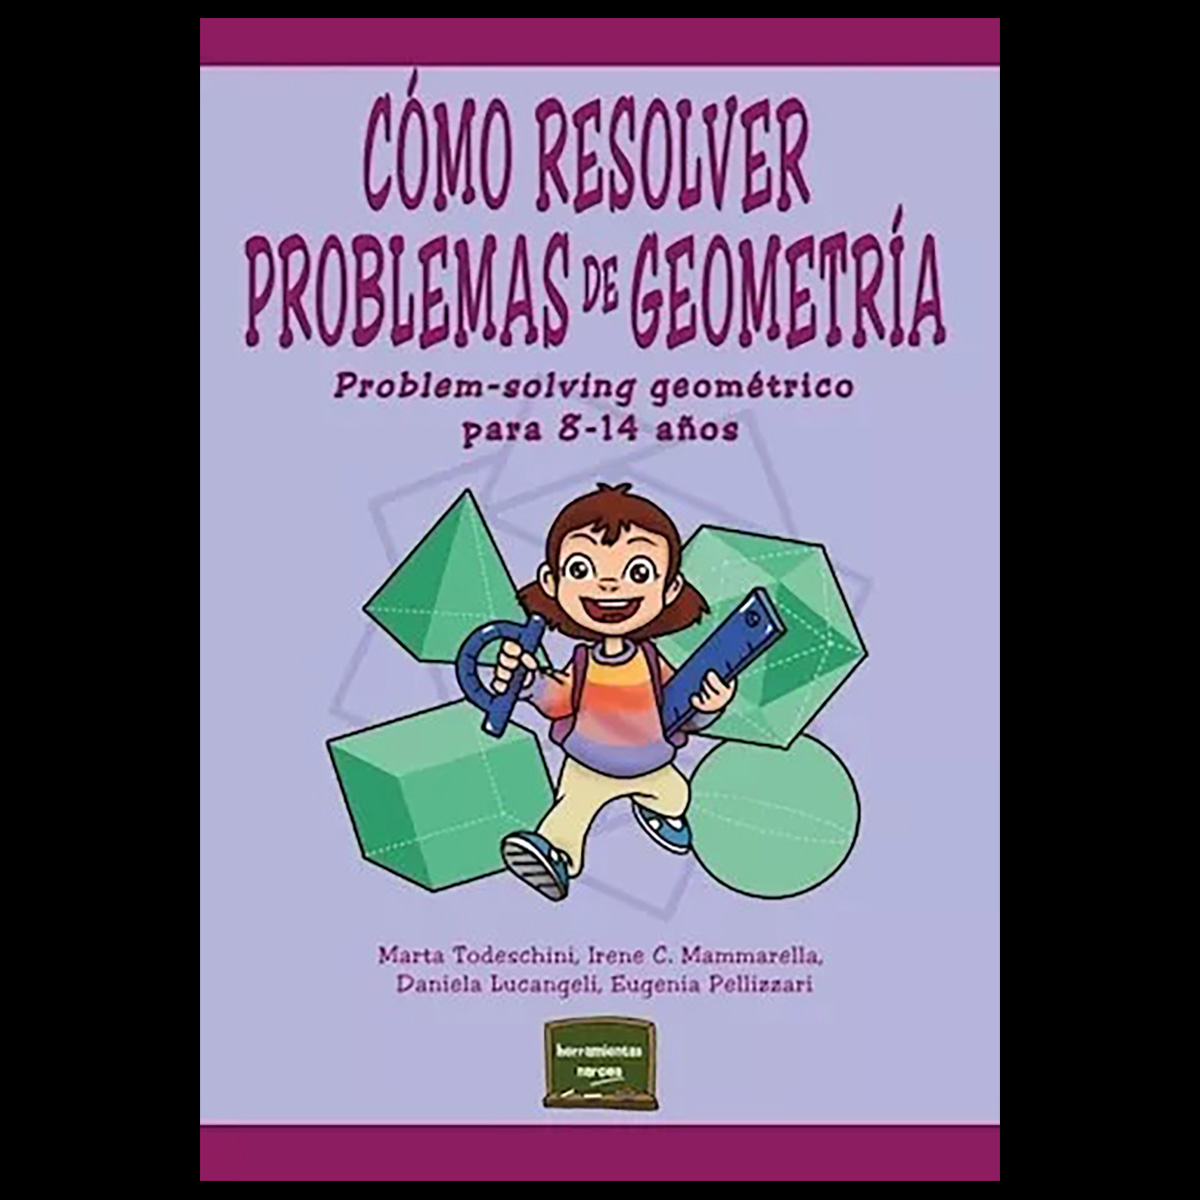 CÓMO RESOLVER
PROBLEMAS DE GEOMETRÍA
Problem-solving geométrico
para 8-14 años
Marta Todeschini, Irene C. Mammarella,
Daniela Lucangeli, Eugenia Pellizzari
herramientas
narcea